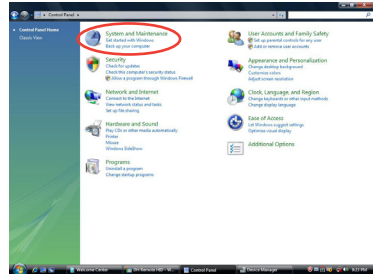 Control Panel
Control Panel Home
Classic View
System and Maintenance
Get started with Windows
Back up your computer
Security
Check for updates
Check this computer's security status
Allow a program through Windows Firewall
Network and Internet
Connect to the Internet
View network status and tasks
Set up file sharing
Hardware and Sound
Play CDs or other media automatically
Printer
Mouse
Windows SideShow
Programs
Uninstall a program
Change startup programs
User Accounts and Family Safety
Set up parental controls for any user
Add or remove user accounts
Appearance and Personalization
Change desktop background
Customize colors
Adjust screen resolution
Clock, Language, and Region
Change keyboards or other input methods
Change display language
Ease of Access
Let Windows suggest settings
Optimize visual display
Additional Options
Welcome Center
Control Panel
Device Manager
9:23 PM